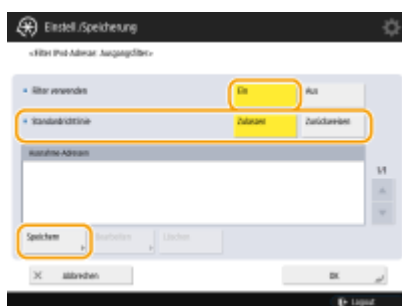 Einstell./Speicherung
<Filter IPv4-Adresse: Ausgangsfilter>
Filter verwenden
Ein
Aus
Standardrichtlinie
Zulassen
Zurückweisen
Ausnahme-Adressen
1/1
Speichern
Bearbeiten
Löschen
Abbrechen
OK
Logout